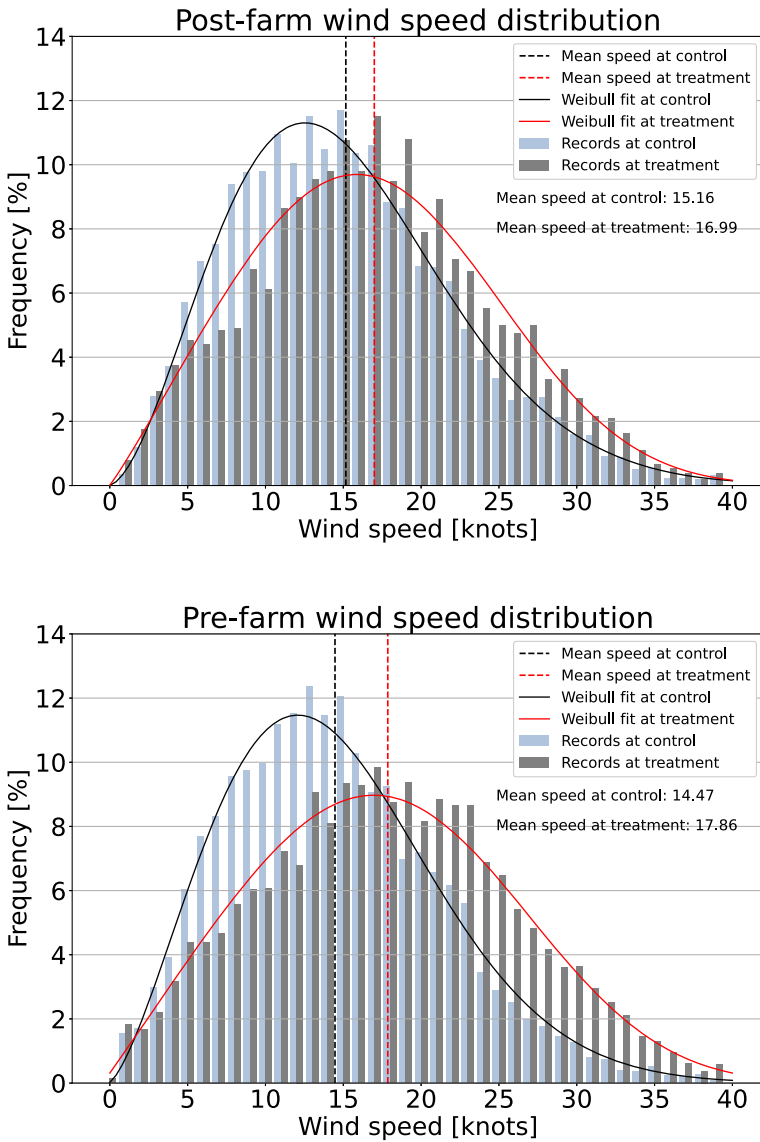 Post-farm wind speed distribution
14
12
10
8
6
4
2
0
Frequency [%]
Mean speed at control
Mean speed at treatment
Weibull fit at control
Weibull fit at treatment
Records at control
Records at treatment
Mean speed at control: 15.16
Mean speed at treatment: 16.99
0 5 10 15 20 25 30 35 40
Wind speed [knots]
Pre-farm wind speed distribution
14
12
10
8
6
4
2
0
Frequency [%]
Mean speed at control
Mean speed at treatment
Weibull fit at control
Weibull fit at treatment
Records at control
Records at treatment
Mean speed at control: 14.47
Mean speed at treatment: 17.86
0 5 10 15 20 25 30 35 40
Wind speed [knots]